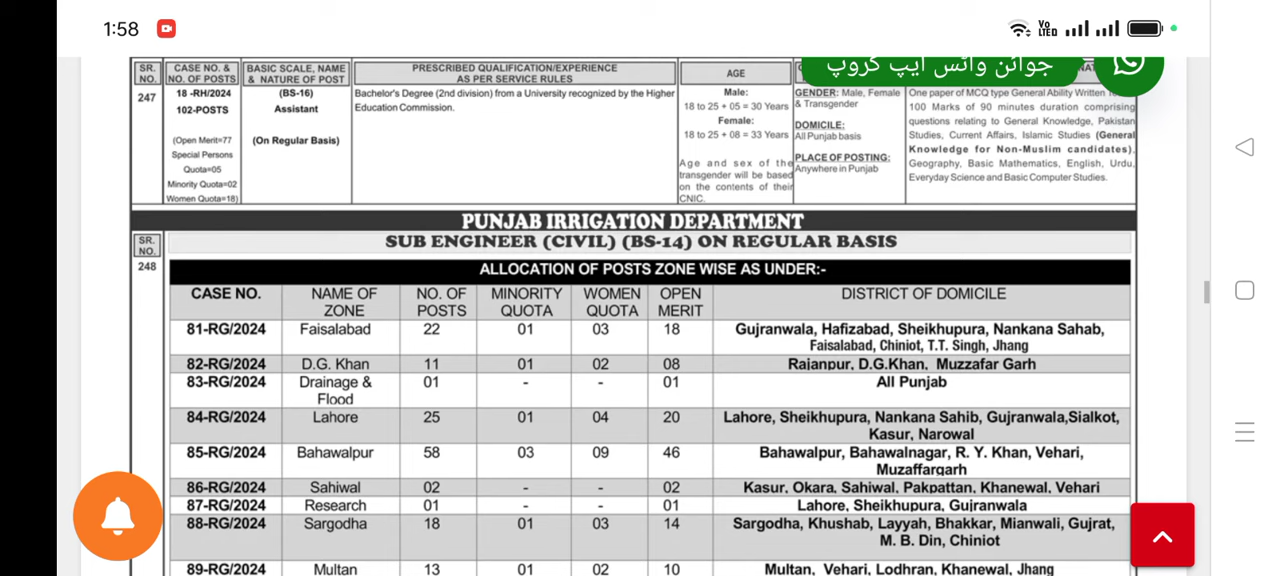 1:58
Vo
LTED
جوائن واٹس ایپ گروپ
SR. NO. CASE NO. & NO. OF POSTS BASIC SCALE, NAME & NATURE OF POST PRESCRIBED QUALIFICATION/EXPERIENCE AS PER SERVICE RULES AGE
247
18 -RH/2024
102-POSTS
(Open Merit=77
Special Persons
Quota=05
Minority Quota=02
Women Quota=18)
(BS-16)
Assistant
(On Regular Basis)
Bachelor's Degree (2nd division) from a University recognized by the Higher
Education Commission.
Male:
18 to 25 + 05 = 30 Years
Female:
18 to 25 + 08 = 33 Years
Age and sex of the
transgender will be based
on the contents of their
CNIC.
GENDER: Male, Female
& Transgender
DOMICILE:
All Punjab basis
PLACE OF POSTING:
Anywhere in Punjab
One paper of MCQ type General Ability Written
100 Marks of 90 minutes duration comprising
questions relating to General Knowledge, Pakistan
Studies, Current Affairs, Islamic Studies (General
Knowledge for Non-Muslim candidates),
Geography, Basic Mathematics, English, Urdu,
Everyday Science and Basic Computer Studies.
PUNJAB IRRIGATION DEPARTMENT
SR. NO. SUB ENGINEER (CIVIL) (BS-14) ON REGULAR BASIS
248 ALLOCATION OF POSTS ZONE WISE AS UNDER:-
CASE NO. NAME OF ZONE NO. OF POSTS MINORITY QUOTA WOMEN QUOTA OPEN MERIT DISTRICT OF DOMICILE
81-RG/2024 Faisalabad 22 01 03 18 Gujranwala, Hafizabad, Sheikhupura, Nankana Sahab,
Faisalabad, Chiniot, T.T. Singh, Jhang
82-RG/2024 D.G. Khan 11 01 02 08 Rajanpur, D.G.Khan, Muzzafar Garh
83-RG/2024 Drainage & Flood 01 - - 01 All Punjab
84-RG/2024 Lahore 25 01 04 20 Lahore, Sheikhupura, Nankana Sahib, Gujranwala,Sialkot,
Kasur, Narowal
85-RG/2024 Bahawalpur 58 03 09 46 Bahawalpur, Bahawalnagar, R. Y. Khan, Vehari,
Muzaffargarh
86-RG/2024 Sahiwal 02 - - 02 Kasur, Okara, Sahiwal, Pakpattan, Khanewal, Vehari
87-RG/2024 Research 01 - - 01 Lahore, Sheikhupura, Gujranwala
88-RG/2024 Sargodha 18 01 03 14 Sargodha, Khushab, Layyah, Bhakkar, Mianwali, Gujrat,
M. B. Din, Chiniot
89-RG/2024 Multan 13 01 02 10 Multan, Vehari, Lodhran, Khanewal, Jhang